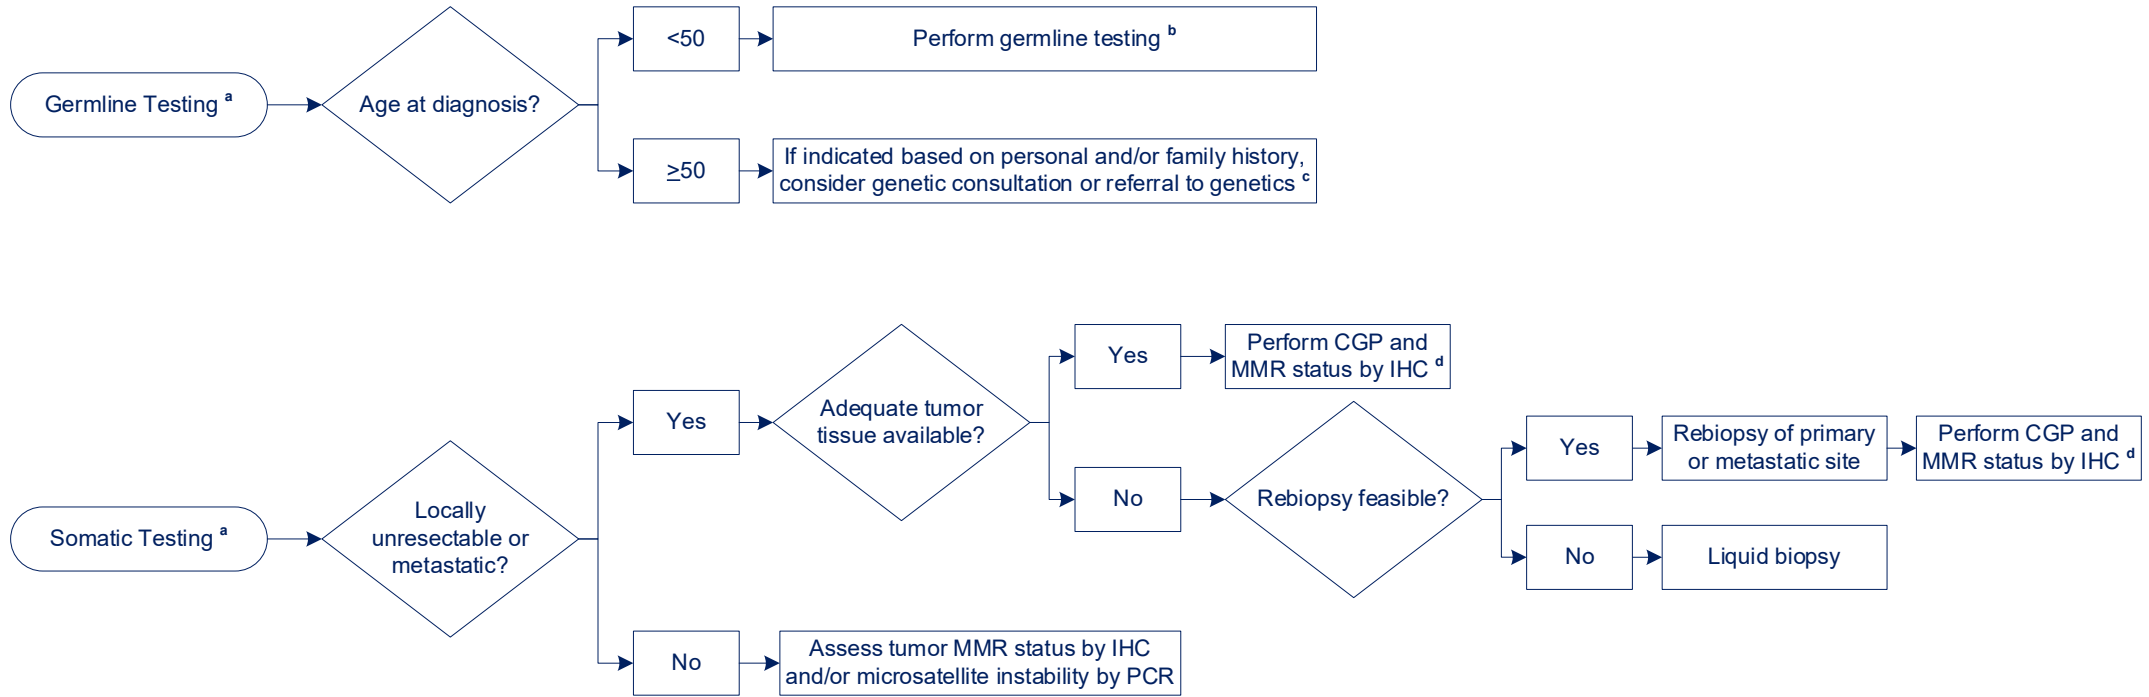 Germline Testing a
Age at diagnosis?
<50
Perform germline testing b
≥50
If indicated based on personal and/or family history,
consider genetic consultation or referral to genetics c
Somatic Testing a
Locally
unresectable or
metastatic?
Yes
Adequate tumor
tissue available?
Yes
Perform CGP and
MMR status by IHC d
No
Rebiopsy feasible?
Yes
Rebiopsy of primary
or metastatic site
Perform CGP and
MMR status by IHC d
No
Liquid biopsy
No
Assess tumor MMR status by IHC
and/or microsatellite instability by PCR